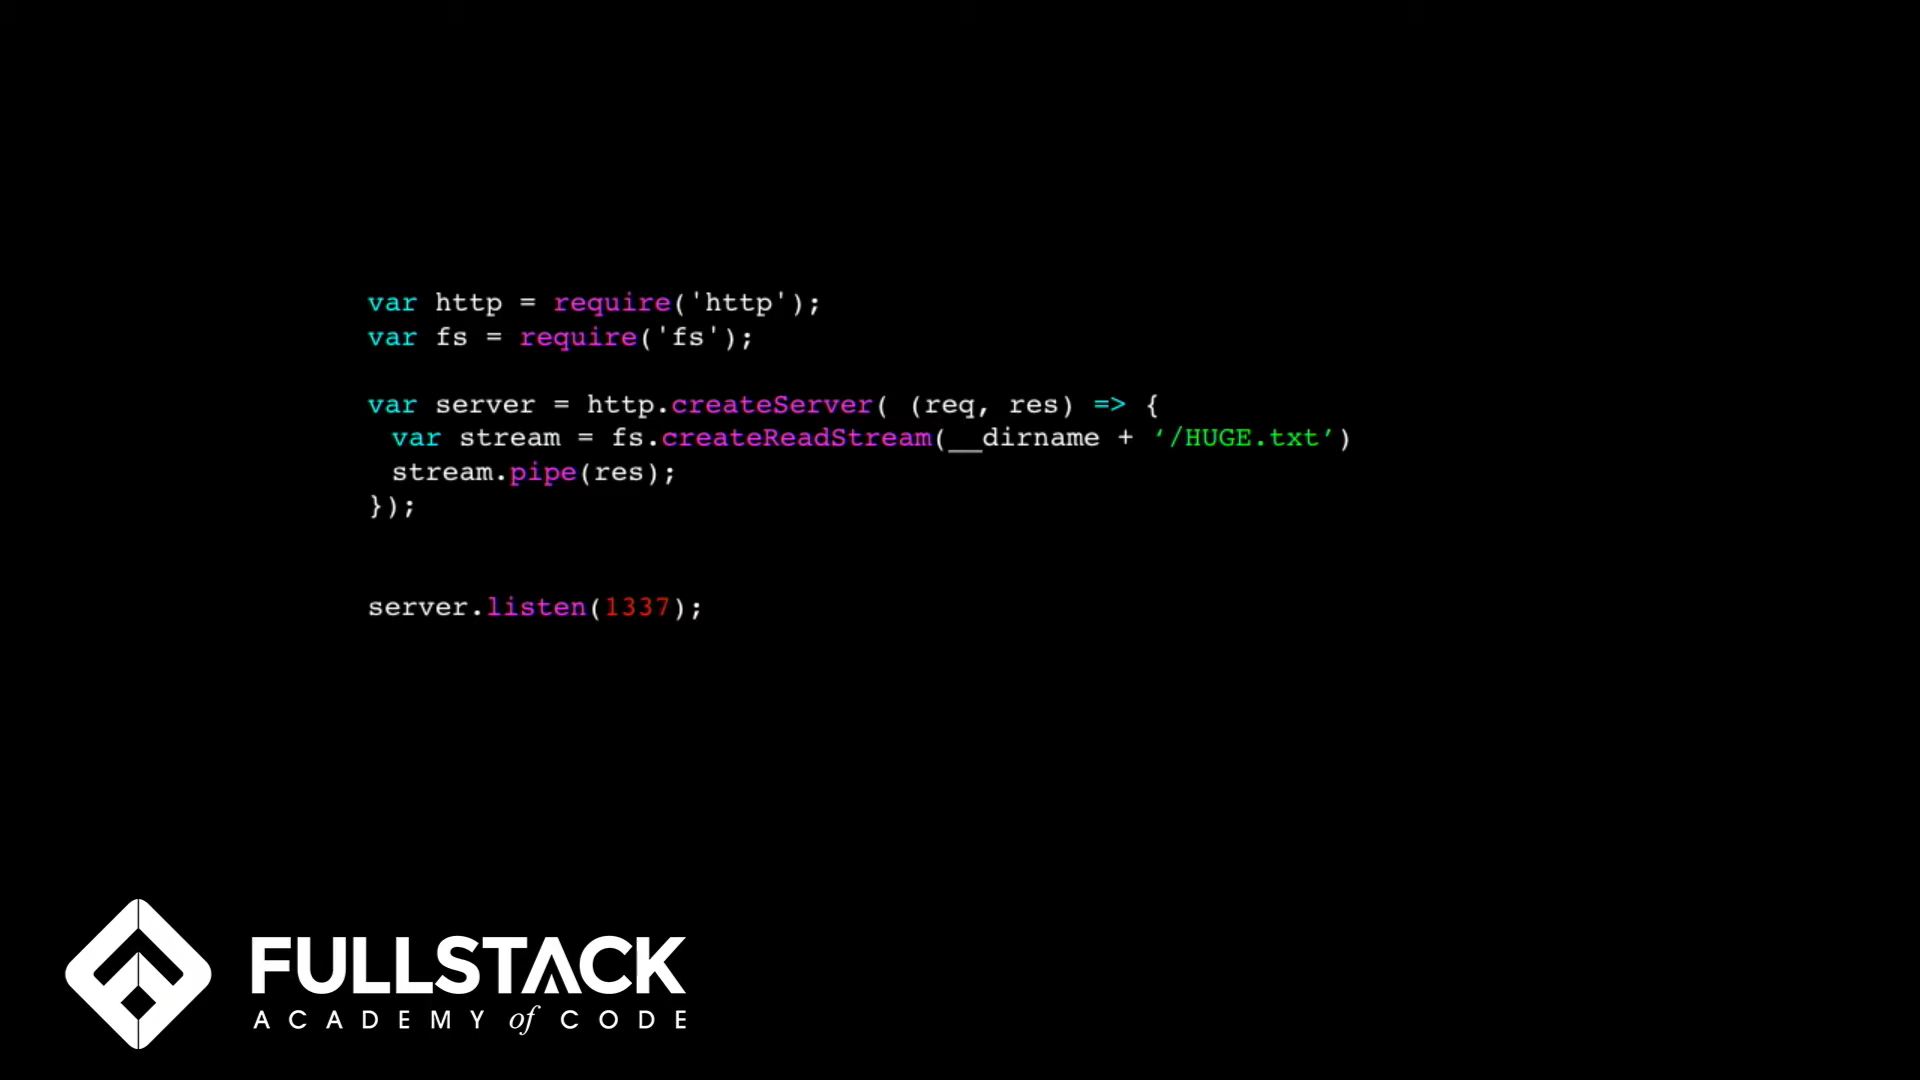 var http = require('http');
var fs = require('fs');
var server = http.createServer( (req, res) => {
var stream = fs.createReadStream(__dirname + ‘/HUGE.txt’)
stream.pipe(res);
});
server.listen(1337);
FULLSTACK
ACADEMY of CODE